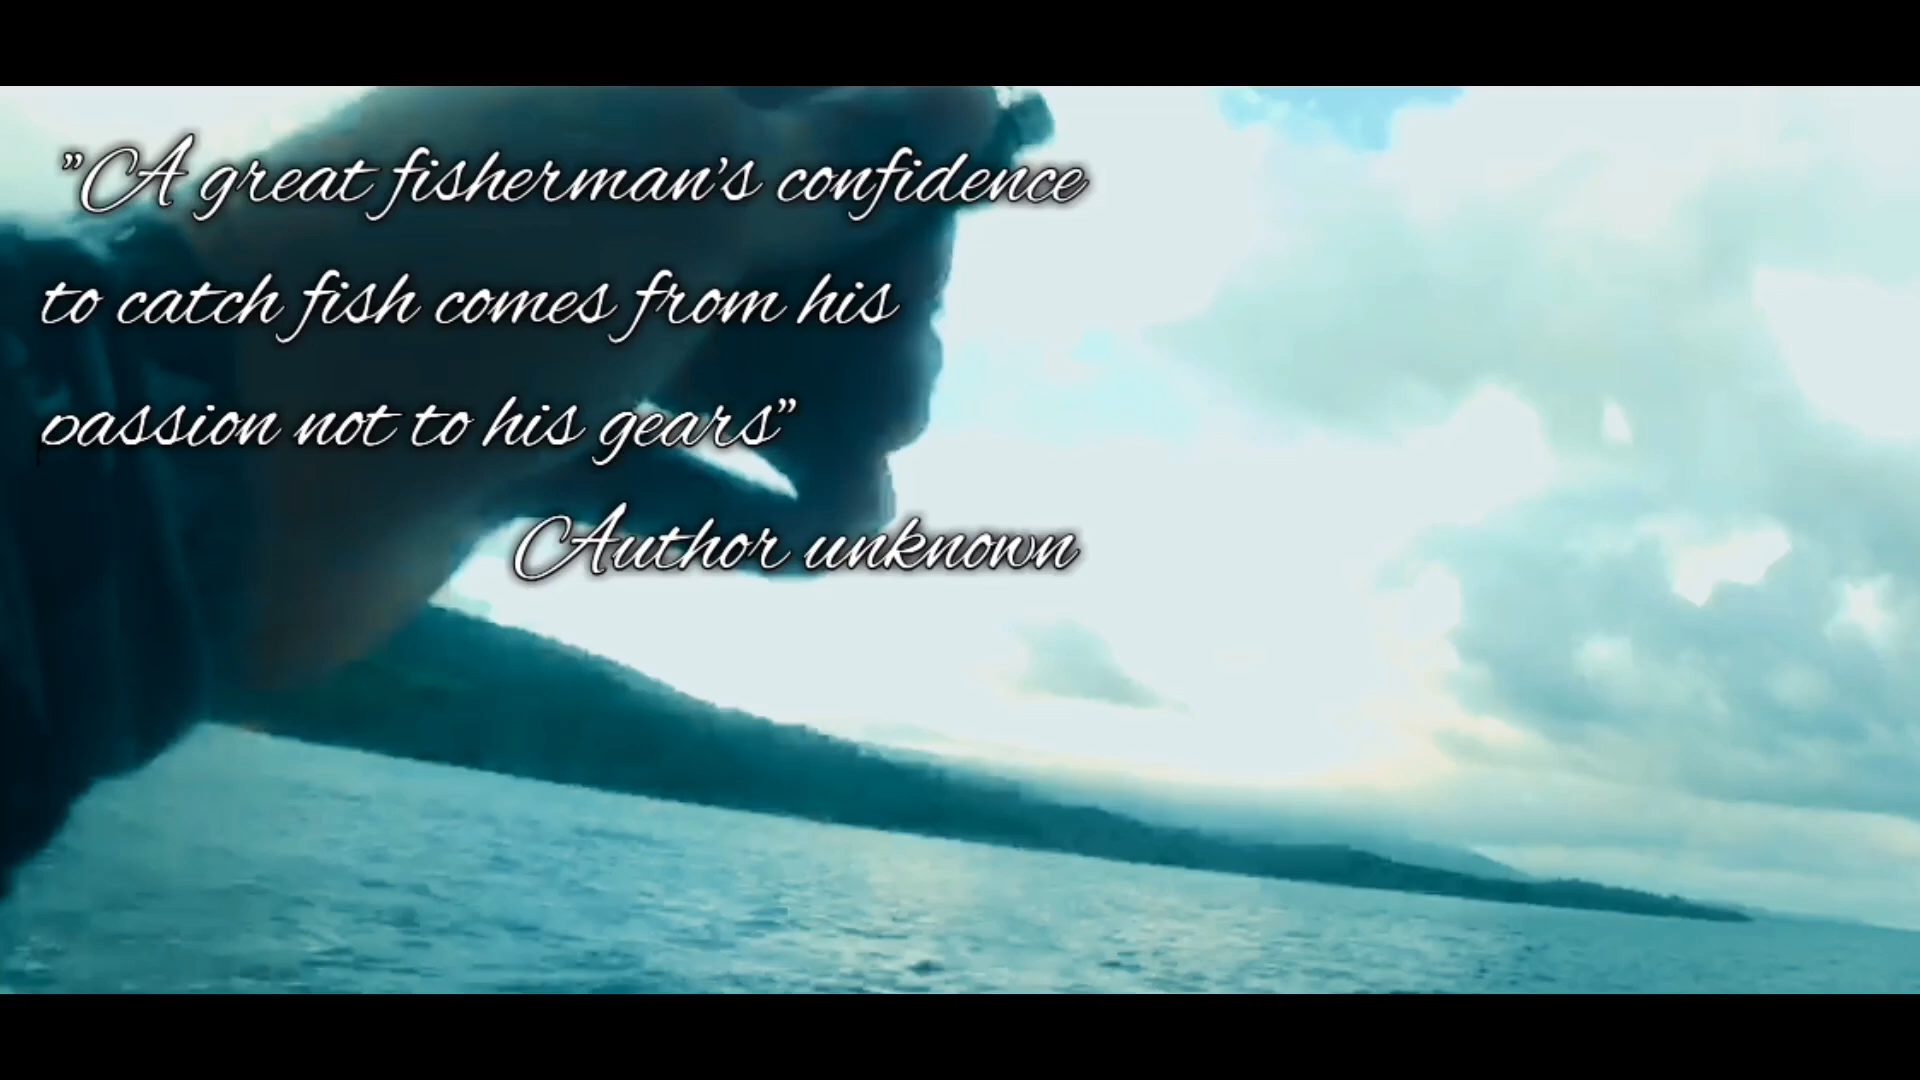 ”A great fisherman’s confidence
to catch fish comes from his
passion not to his gears”
Author unknown